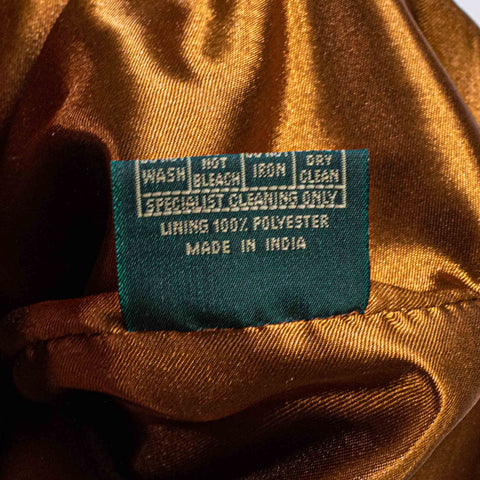 WASH NOT BLEACH IRON DRY CLEAN
SPECIALIST CLEANING ONLY
LINING 100% POLYESTER
MADE IN INDIA